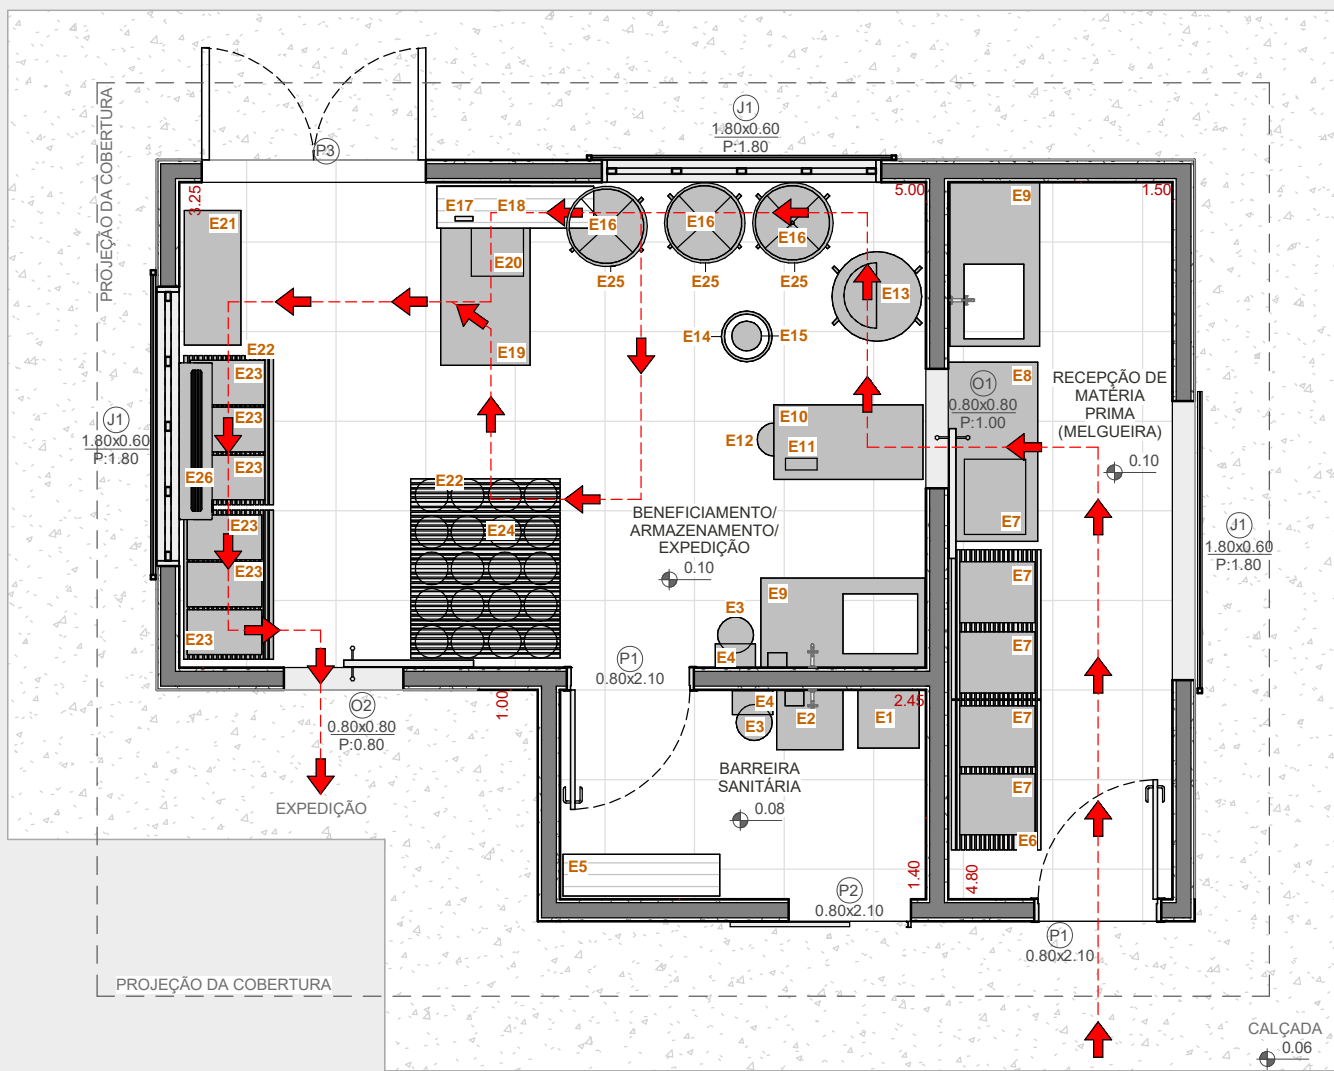 PROJEÇÃO DA COBERTURA
J1
1.80x0.60
P:1.80
P3
3.25
E21
E17
E18
E16
E16
E16
5.00
E9
1.50
E20
E25
E25
E25
E13
E14
E15
E19
E22
E23
E23
E23
E26
J1
1.80x0.60
P:1.80
E10
E11
E12
E8
O1
0.80x0.80
P:1.00
RECEPÇÃO DE
MATÉRIA
PRIMA
(MELGUEIRA)
0.10
E7
E22
E24
E23
E23
E23
BENEFICIAMENTO/
ARMAZENAMENTO/
EXPEDIÇÃO
0.10
J1
1.80x0.60
P:1.80
E9
E3
E4
E7
E7
E7
E7
E6
P1
0.80x2.10
O2
0.80x0.80
P:0.80
1.00
E4
E3
E2
E1
2.45
BARREIRA
SANITÁRIA
0.08
EXPEDIÇÃO
E5
1.40
4.80
P2
0.80x2.10
P1
0.80x2.10
PROJEÇÃO DA COBERTURA
CALÇADA
0.06